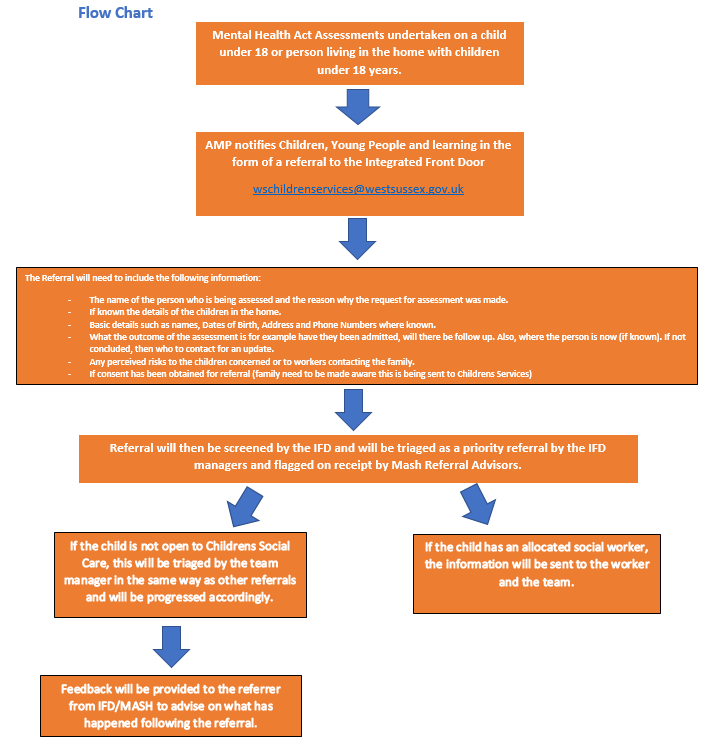 Flow Chart
Mental Health Act Assessments undertaken on a child
under 18 or person living in the home with children
under 18 years.
AMP notifies Children, Young People and learning in the
form of a referral to the Integrated Front Door
wschildrenservices@westsussex.gov.uk
The Referral will need to include the following information:
- The name of the person who is being assessed and the reason why the request for assessment was made.
- If known the details of the children in the home.
- Basic details such as names, Dates of Birth, Address and Phone Numbers where known.
- What the outcome of the assessment is for example have they been admitted, will there be follow up. Also, where the person is now (if known). If not
concluded, then who to contact for an update.
- Any perceived risks to the children concerned or to workers contacting the family.
- If consent has been obtained for referral (family need to be made aware this is being sent to Childrens Services)
Referral will then be screened by the IFD and will be triaged as a priority referral by the IFD
managers and flagged on receipt by Mash Referral Advisors.
If the child is not open to Childrens Social
Care, this will be triaged by the team
manager in the same way as other referrals
and will be progressed accordingly.
If the child has an allocated social worker,
the information will be sent to the worker
and the team.
Feedback will be provided to the referrer
from IFD/MASH to advise on what has
happened following the referral.